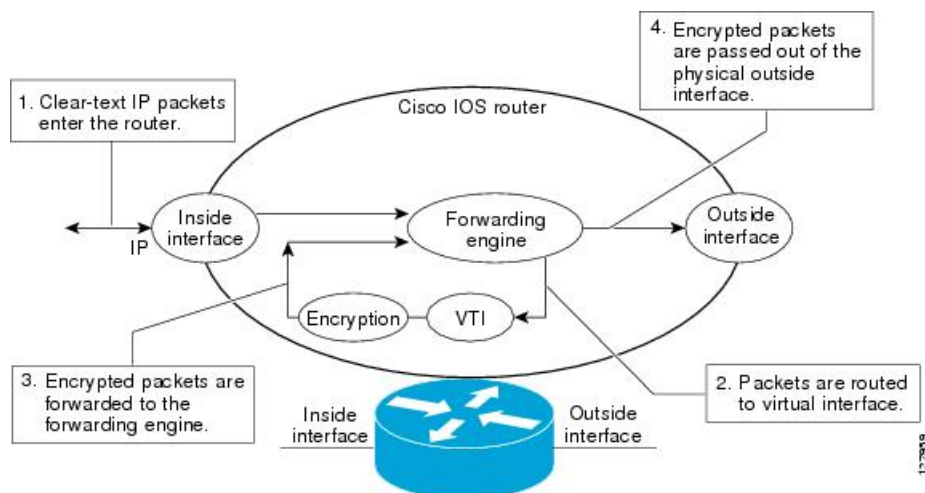 4. Encrypted packets
are passed out of the
physical outside
interface.
1. Clear-text IP packets
enter the router.
Cisco IOS router
Inside
interface
IP
Forwarding
engine
Outside
interface
Encryption
VTI
3. Encrypted packets are
forwarded to the
forwarding engine.
2. Packets are routed
to virtual interface.
Inside
interface
Outside
interface
127959